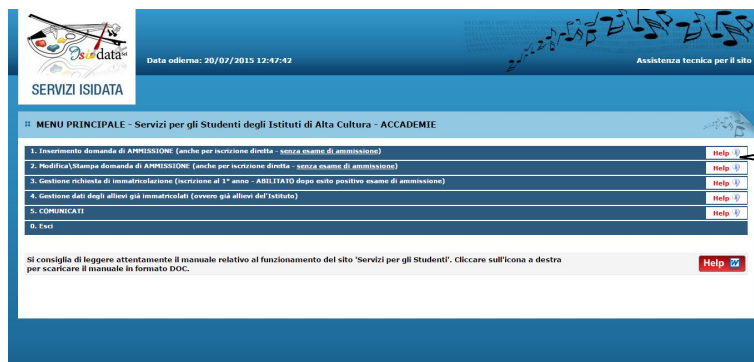 Isidata srl
Data odierna: 20/07/2015 12:47:42
Assistenza tecnica per il sito
SERVIZI ISIDATA
MENU PRINCIPALE - Servizi per gli Studenti degli Istituti di Alta Cultura - ACCADEMIE
1. Inserimento domanda di AMMISSIONE (anche per iscrizione diretta - senza esame di ammissione) Help
2. Modifica\Stampa domanda di AMMISSIONE (anche per iscrizione diretta - senza esame di ammissione) Help
3. Gestione richiesta di immatricolazione (iscrizione al 1° anno - ABILITATO dopo esito positivo esame di ammissione) Help
4. Gestione dati degli allievi già immatricolati (ovvero già allievi del'Istituto) Help
5. COMUNICATI Help
0. Esci
Si consiglia di leggere attentamente il manuale relativo al funzionamento del sito 'Servizi per gli Studenti'. Cliccare sull'icona a destra
per scaricare il manuale in formato DOC.
Help W